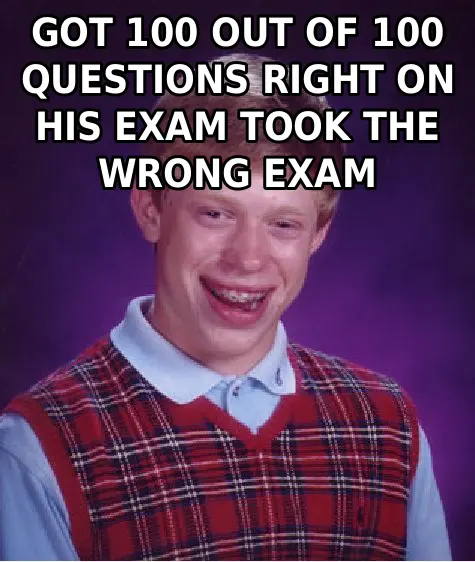 GOT 100 OUT OF 100
QUESTIONS RIGHT ON
HIS EXAM TOOK THE
WRONG EXAM